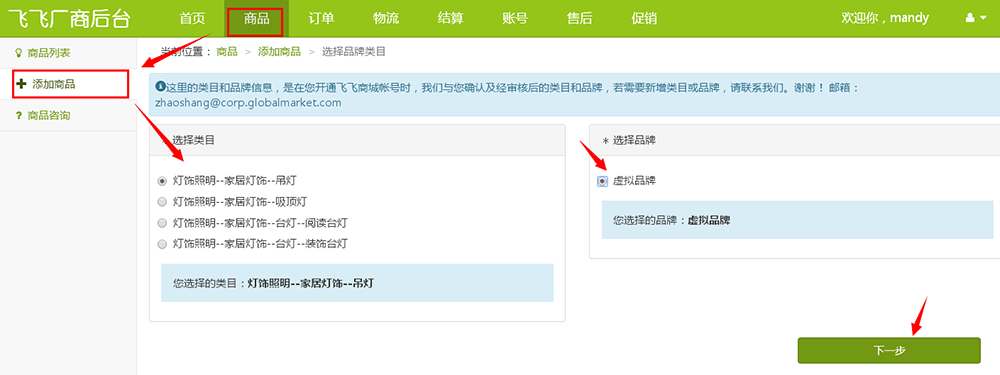 飞飞厂商后台 首页 商品 订单 物流 结算 账号 售后 促销 欢迎你，mandy
商品列表
添加商品
商品咨询
当前位置： 商品 > 添加商品 > 选择品牌类目
这里的类目和品牌信息，是在您开通飞飞商城帐号时，我们与您确认及经审核后的类目和品牌，若需要新增类目或品牌，请联系我们。谢谢！ 邮箱：
zhaoshang@corp.globalmarket.com
选择类目
灯饰照明--家居灯饰--吊灯
灯饰照明--家居灯饰--吸顶灯
灯饰照明--家居灯饰--台灯--阅读台灯
灯饰照明--家居灯饰--台灯--装饰台灯
您选择的类目：灯饰照明--家居灯饰--吊灯
* 选择品牌
虚拟品牌
您选择的品牌：虚拟品牌
下一步